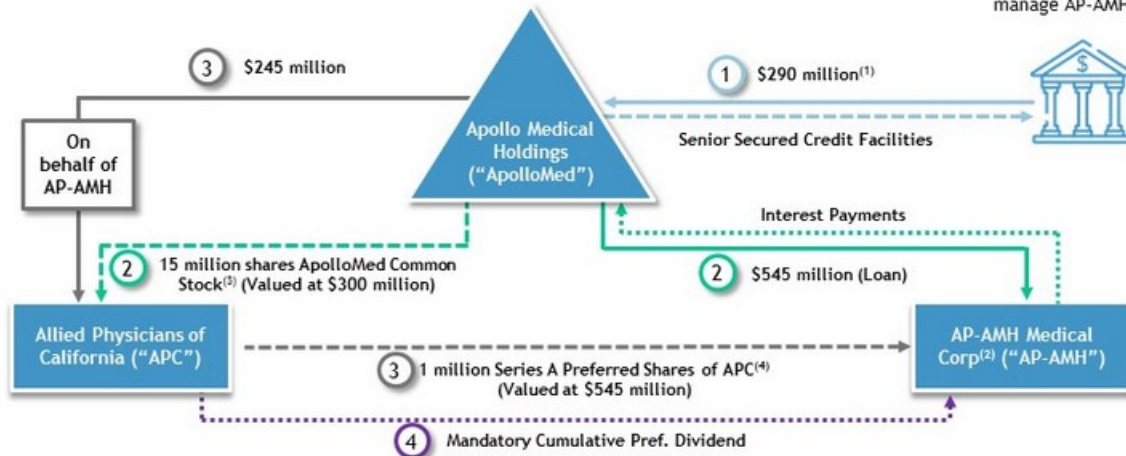 manage AP-AMH
3 $245 million
1 $290 million(1)
$
Senior Secured Credit Facilities
On
behalf of
AP-AMH
Apollo Medical
Holdings
("ApolloMed")
Interest Payments
2 15 million shares ApolloMed Common
Stock(3) (Valued at $300 million)
2 $545 million (Loan)
Allied Physicians of
California ("APC")
AP-AMH Medical
Corp(2) ("AP-AMH")
3 1 million Series A Preferred Shares of APC(4)
(Valued at $545 million)
4 Mandatory Cumulative Pref. Dividend